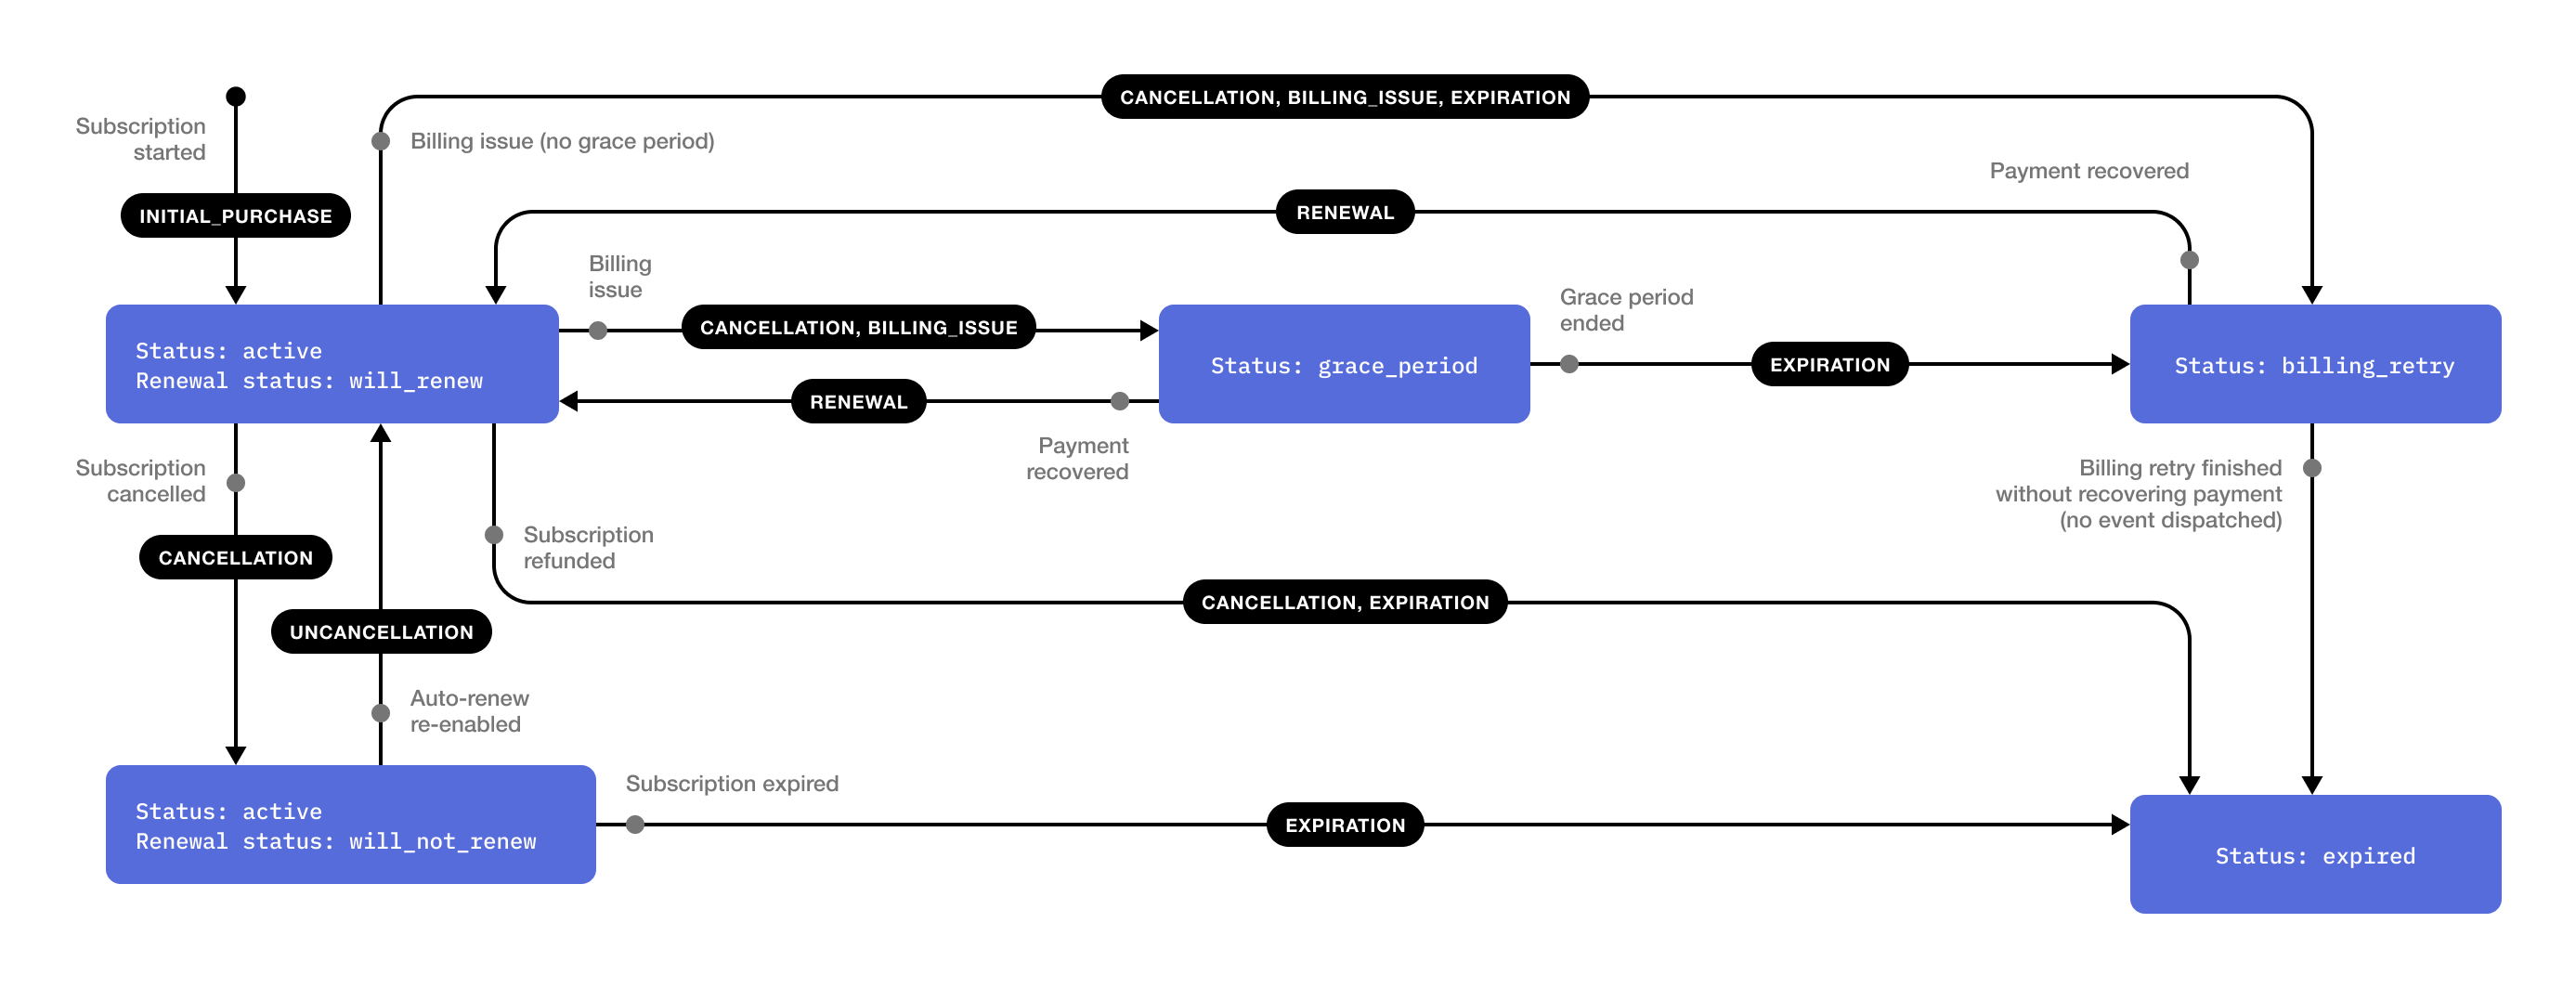 CANCELLATION, BILLING_ISSUE, EXPIRATION
Subscription
started
Billing issue (no grace period)
Payment recovered
INITIAL_PURCHASE
RENEWAL
Billing
issue
Grace period
ended
CANCELLATION, BILLING_ISSUE
Status: active
Renewal status: will_renew
Status: grace_period
EXPIRATION
Status: billing_retry
RENEWAL
Payment
recovered
Subscription
cancelled
Billing retry finished
without recovering payment
(no event dispatched)
Subscription
refunded
CANCELLATION
CANCELLATION, EXPIRATION
UNCANCELLATION
Auto-renew
re-enabled
Subscription expired
Status: active
Renewal status: will_not_renew
EXPIRATION
Status: expired